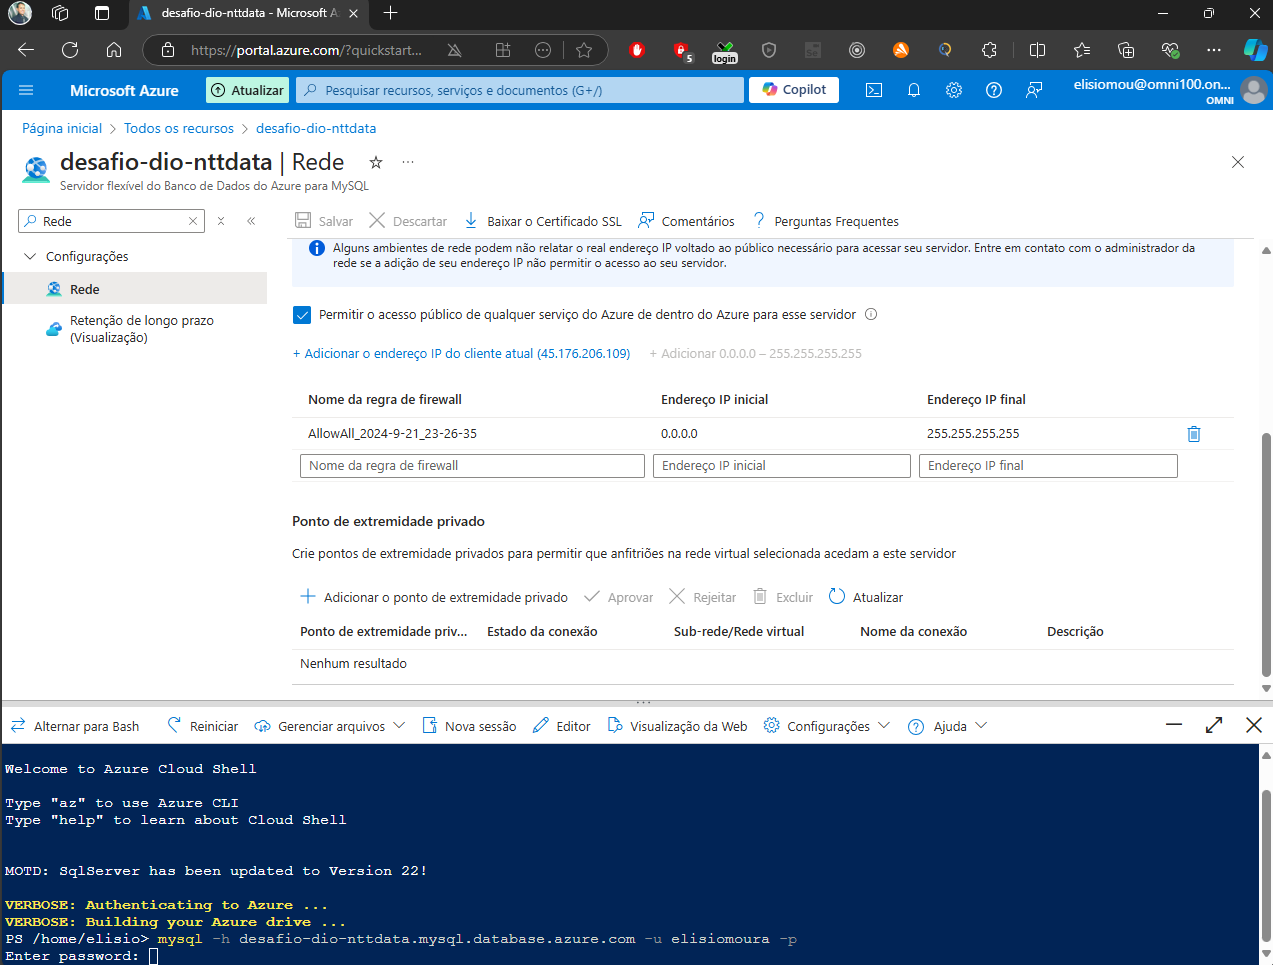 desafio-dio-nttdata - Microsoft A
https://portal.azure.com/?quickstart...
5
login
Microsoft Azure
Atualizar
Pesquisar recursos, serviços e documentos (G+/)
Copilot
elisiomou@omni100.on...
OMNI
Página inicial > Todos os recursos > desafio-dio-nttdata
desafio-dio-nttdata | Rede
Servidor flexível do Banco de Dados do Azure para MySQL
Rede
Salvar
Descartar
Baixar o Certificado SSL
Comentários
Perguntas Frequentes
Configurações
Rede
Retenção de longo prazo
(Visualização)
Alguns ambientes de rede podem não relatar o real endereço IP voltado ao público necessário para acessar seu servidor. Entre em contato com o administrador da
rede se a adição de seu endereço IP não permitir o acesso ao seu servidor.
Permitir o acesso público de qualquer serviço do Azure de dentro do Azure para esse servidor
+ Adicionar o endereço IP do cliente atual (45.176.206.109)
+ Adicionar 0.0.0.0 – 255.255.255.255
Nome da regra de firewall
Endereço IP inicial
Endereço IP final
AllowAll_2024-9-21_23-26-35
0.0.0.0
255.255.255.255
Nome da regra de firewall
Endereço IP inicial
Endereço IP final
Ponto de extremidade privado
Crie pontos de extremidade privados para permitir que anfitriões na rede virtual selecionada acedam a este servidor
Adicionar o ponto de extremidade privado
Aprovar
Rejeitar
Excluir
Atualizar
Ponto de extremidade priv...
Estado da conexão
Sub-rede/Rede virtual
Nome da conexão
Descrição
Nenhum resultado
Alternar para Bash
Reiniciar
Gerenciar arquivos
Nova sessão
Editor
Visualização da Web
Configurações
Ajuda
Welcome to Azure Cloud Shell
Type "az" to use Azure CLI
Type "help" to learn about Cloud Shell
MOTD: SqlServer has been updated to Version 22!
VERBOSE: Authenticating to Azure ...
VERBOSE: Building your Azure drive ...
PS /home/elisio> mysql -h desafio-dio-nttdata.mysql.database.azure.com -u elisiomoura -p
Enter password: